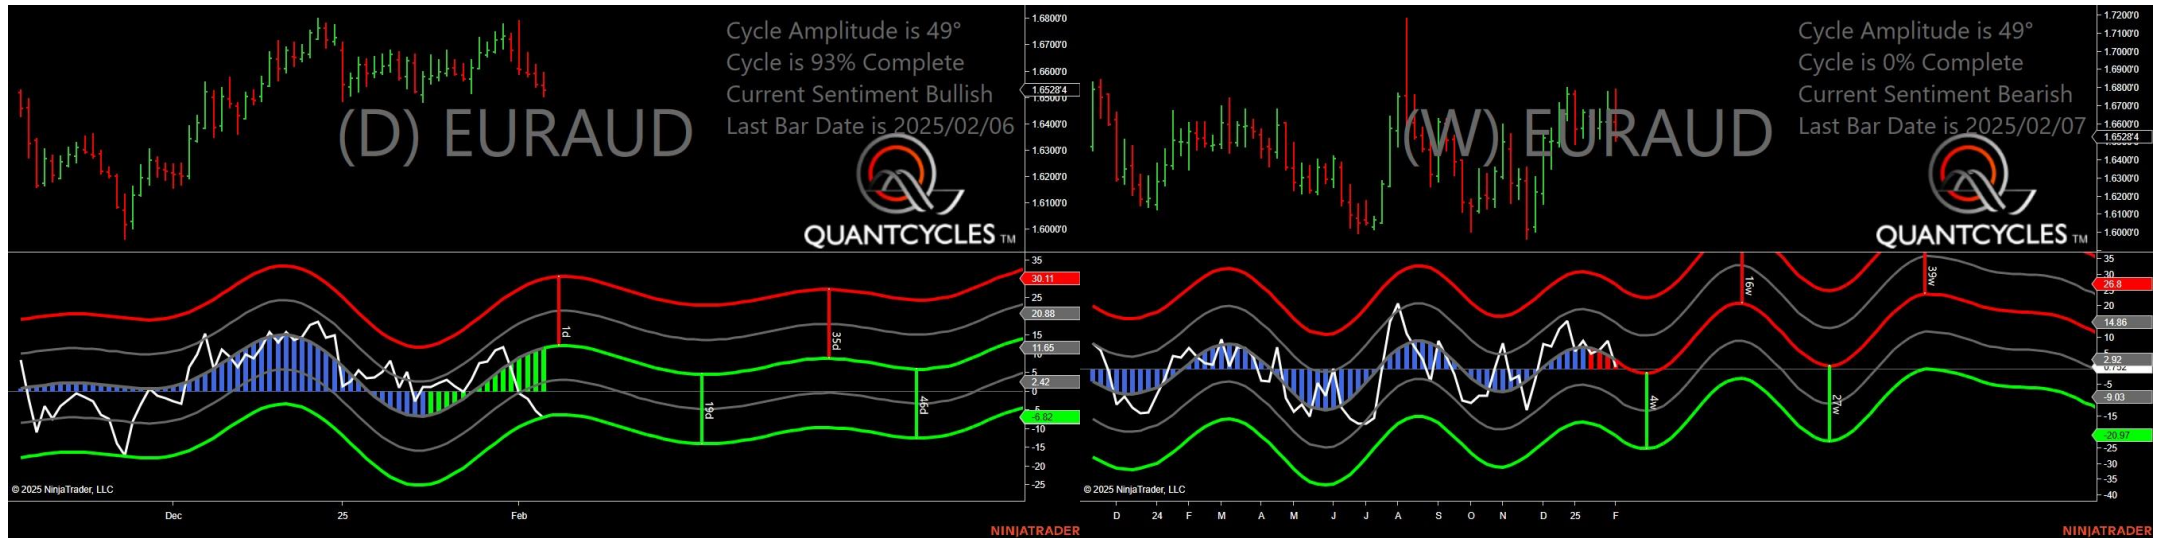 Cycle Amplitude is 49°
Cycle is 93% Complete
Current Sentiment Bullish
Last Bar Date is 2025/02/06
(D) EURAUD
QUANTCYCLES TM
1.6800'0
1.6700'0
1.6600'0
1.6528'4
1.6500'0
1.6400'0
1.6300'0
1.6200'0
1.6100'0
1.6000'0
35
30.11
25
20.88
15
11.65
10
5
2.42
0
-5
-6.82
-10
-15
-20
-25
1d
19d
35d
46d
© 2025 NinjaTrader, LLC
Dec
25
Feb
NINJATRADER
Cycle Amplitude is 49°
Cycle is 0% Complete
Current Sentiment Bearish
Last Bar Date is 2025/02/07
(W) EURAUD
QUANTCYCLES TM
1.7200'0
1.7100'0
1.7000'0
1.6900'0
1.6800'0
1.6700'0
1.6528'4
1.6400'0
1.6300'0
1.6200'0
1.6100'0
1.6000'0
35
30
26.8
20
14.86
10
5
2.92
0.752
-5
-9.03
-15
-20.97
-25
-30
-35
-40
4w
16w
27w
39w
© 2025 NinjaTrader, LLC
D 24 F M A M J J A S O N D 25 F
NINJATRADER